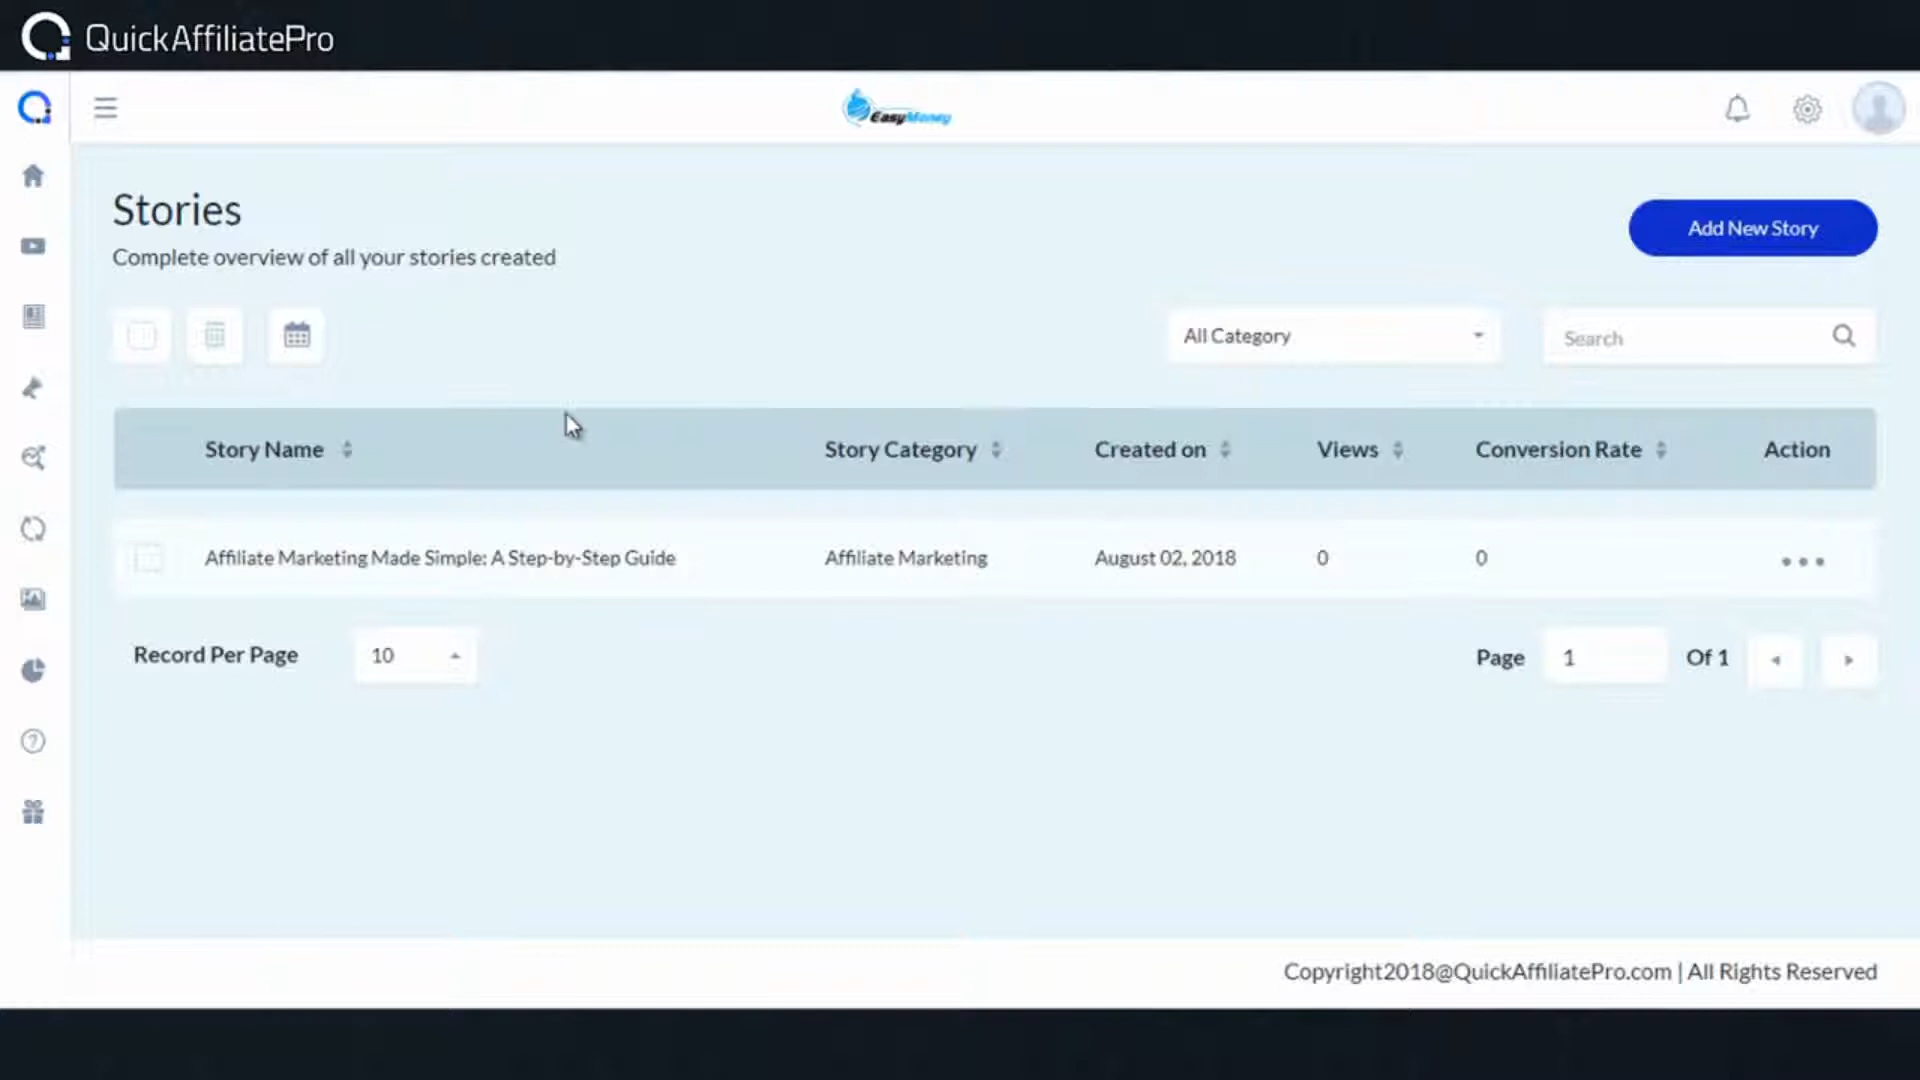 QuickAffiliatePro
EasyMoney
Stories
Complete overview of all your stories created
Add New Story
All Category
Search
Story Name Story Category Created on Views Conversion Rate Action
Affiliate Marketing Made Simple: A Step-by-Step Guide Affiliate Marketing August 02, 2018 0 0
Record Per Page 10 Page 1 Of 1
Copyright2018@QuickAffiliatePro.com | All Rights Reserved